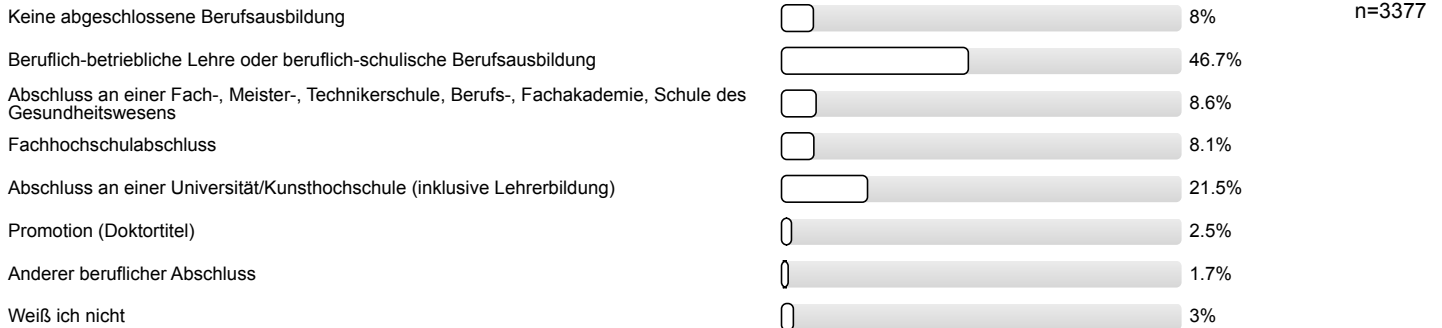 Keine abgeschlossene Berufsausbildung 8% n=3377
Beruflich-betriebliche Lehre oder beruflich-schulische Berufsausbildung 46.7%
Abschluss an einer Fach-, Meister-, Technikerschule, Berufs-, Fachakademie, Schule des
Gesundheitswesens 8.6%
Fachhochschulabschluss 8.1%
Abschluss an einer Universität/Kunsthochschule (inklusive Lehrerbildung) 21.5%
Promotion (Doktortitel) 2.5%
Anderer beruflicher Abschluss 1.7%
Weiß ich nicht 3%